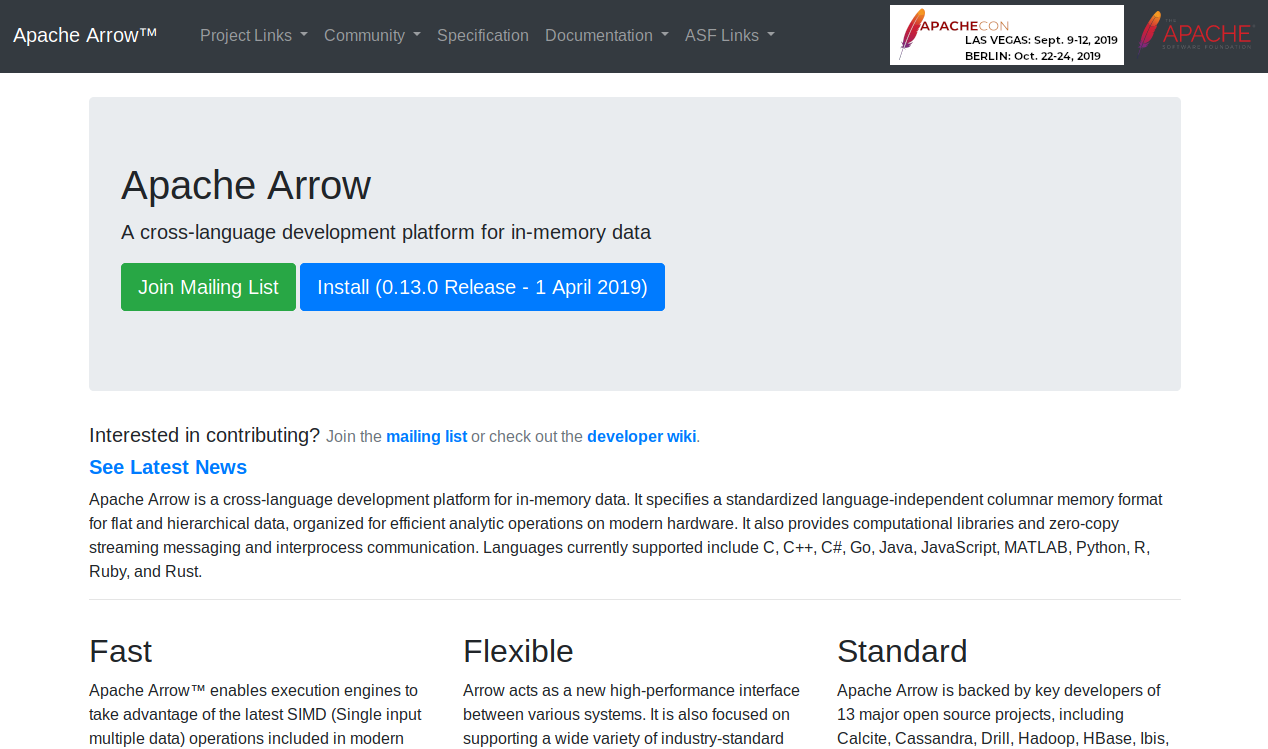 Apache Arrow™ Project Links Community Specification Documentation ASF Links
APACHECON
LAS VEGAS: Sept. 9-12, 2019
BERLIN: Oct. 22-24, 2019
THE
APACHE
SOFTWARE FOUNDATION
Apache Arrow
A cross-language development platform for in-memory data
Join Mailing List Install (0.13.0 Release - 1 April 2019)
Interested in contributing? Join the mailing list or check out the developer wiki.
See Latest News
Apache Arrow is a cross-language development platform for in-memory data. It specifies a standardized language-independent columnar memory format
for flat and hierarchical data, organized for efficient analytic operations on modern hardware. It also provides computational libraries and zero-copy
streaming messaging and interprocess communication. Languages currently supported include C, C++, C#, Go, Java, JavaScript, MATLAB, Python, R,
Ruby, and Rust.
Fast
Apache Arrow™ enables execution engines to
take advantage of the latest SIMD (Single input
multiple data) operations included in modern
Flexible
Arrow acts as a new high-performance interface
between various systems. It is also focused on
supporting a wide variety of industry-standard
Standard
Apache Arrow is backed by key developers of
13 major open source projects, including
Calcite, Cassandra, Drill, Hadoop, HBase, Ibis,